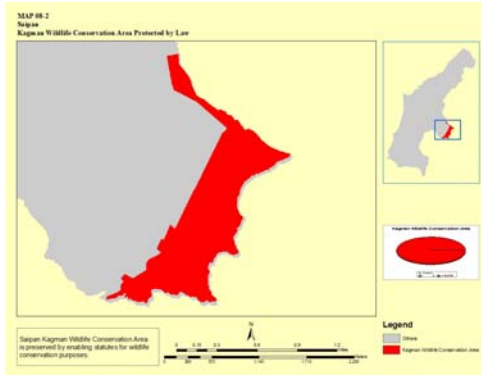 MAP 08-2
Saipan
Kagman Wildlife Conservation Area Protected by Law
Kagman Wildlife Conservation Area
Legend
Others
Kagman Wildlife Conservation Area
Saipan Kagman Wildlife Conservation Area
is preserved by enabling statutes for wildlife
conservation purposes.
N